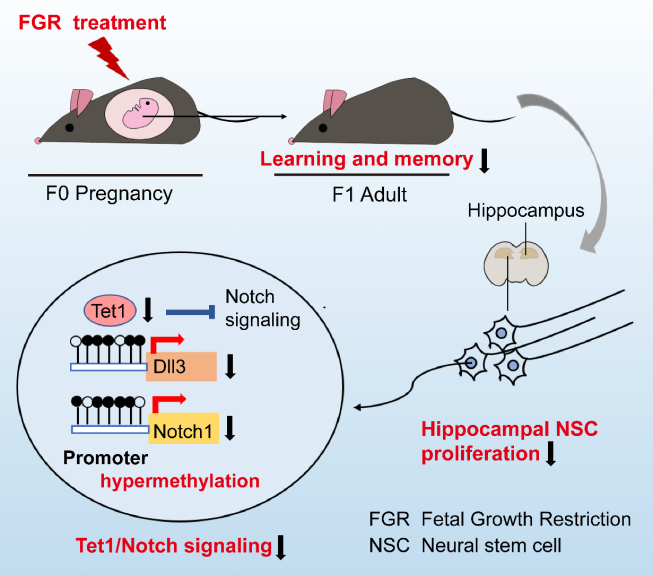 FGR treatment
Learning and memory
F0 Pregnancy
F1 Adult
Hippocampus
Tet1
Notch
signaling
Dll3
Notch1
Promoter
hypermethylation
Tet1/Notch signaling
Hippocampal NSC
proliferation
FGR Fetal Growth Restriction
NSC Neural stem cell